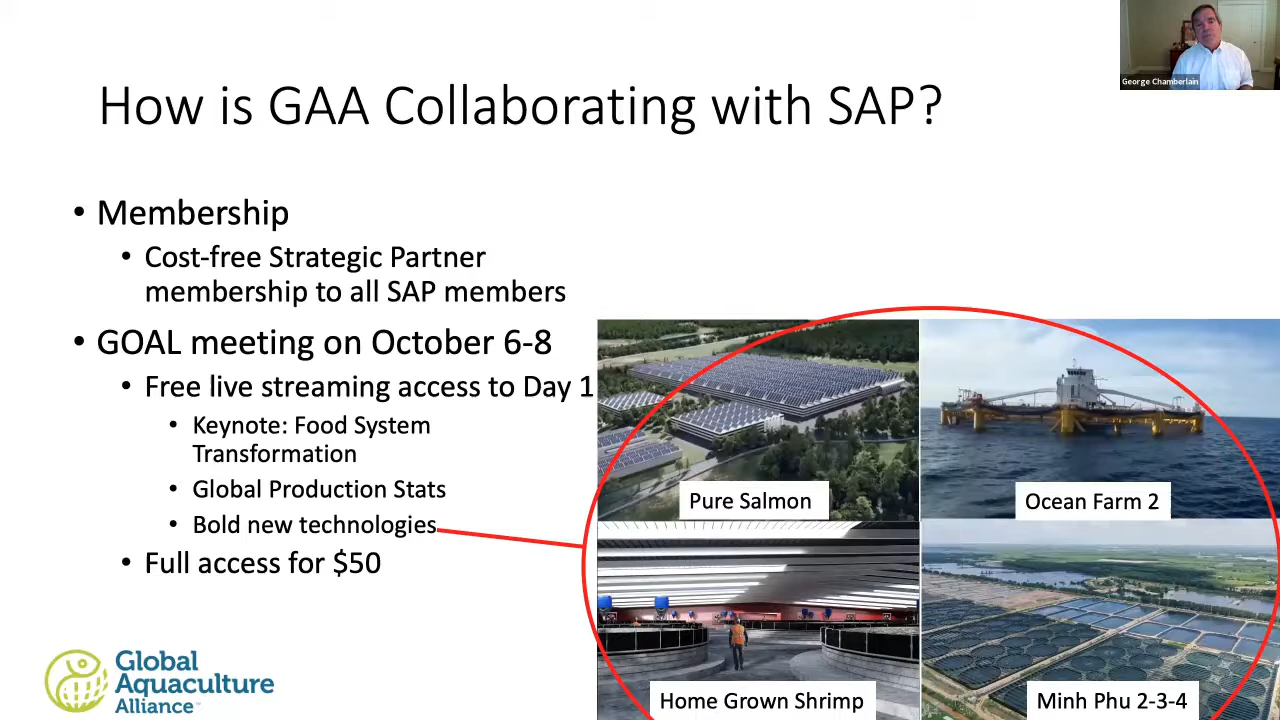 George Chamberlain
How is GAA Collaborating with SAP?
• Membership
• Cost-free Strategic Partner
membership to all SAP members
• GOAL meeting on October 6-8
• Free live streaming access to Day 1
• Keynote: Food System
Transformation
• Global Production Stats
• Bold new technologies
• Full access for $50
Pure Salmon
Ocean Farm 2
Home Grown Shrimp
Minh Phu 2-3-4
Global
Aquaculture
Alliance™